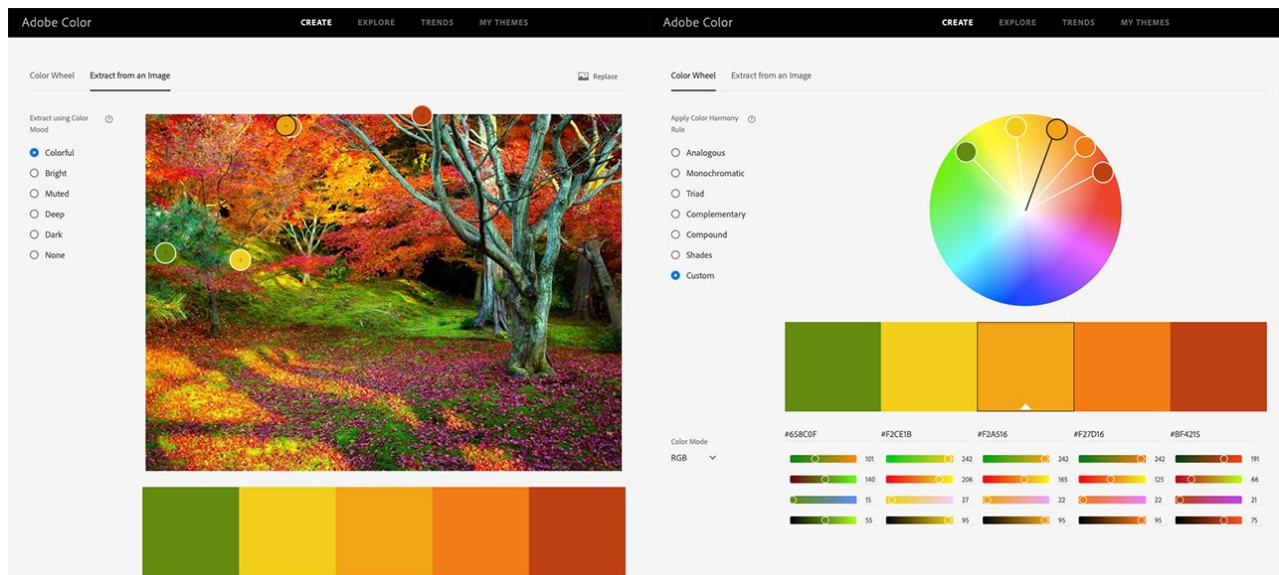 Adobe Color
CREATE EXPLORE TRENDS MY THEMES
Color Wheel Extract from an Image
Replace
Extract using Color
Mood
Colorful
Bright
Muted
Deep
Dark
None
Adobe Color
CREATE EXPLORE TRENDS MY THEMES
Color Wheel Extract from an Image
Apply Color Harmony
Rule
Analogous
Monochromatic
Triad
Complementary
Compound
Shades
Custom
#658C0F #F2CE1B #F2A516 #F27D16 #BF4215
Color Mode
RGB
101 242 242 242 191
140 206 165 125 66
15 27 22 22 21
55 95 95 95 75